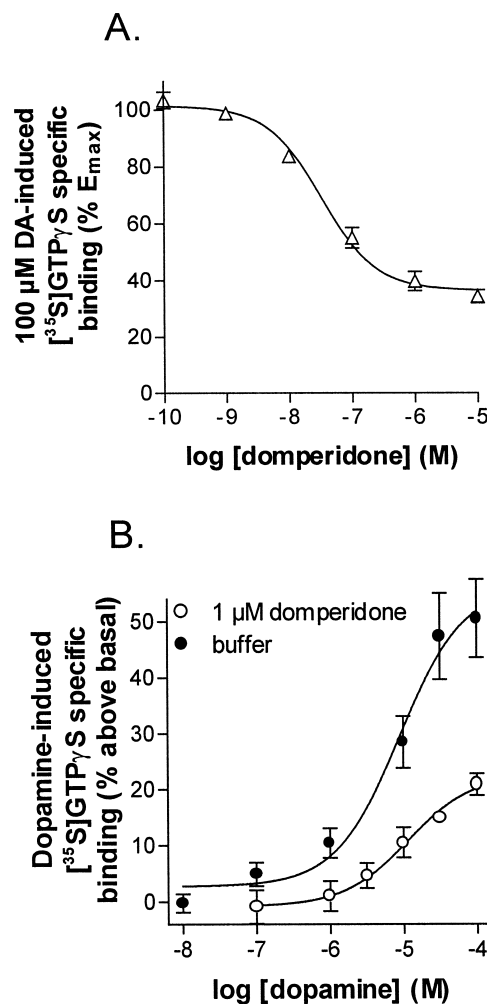 A.
100 µM DA-induced
[³⁵S]GTPγS specific
binding (% Emax)
100
80
60
40
20
0
-10 -9 -8 -7 -6 -5
log [domperidone] (M)
B.
Dopamine-induced
[³⁵S]GTPγS specific
binding (% above basal)
50
40
30
20
10
0
1 µM domperidone
buffer
-8 -7 -6 -5 -4
log [dopamine] (M)